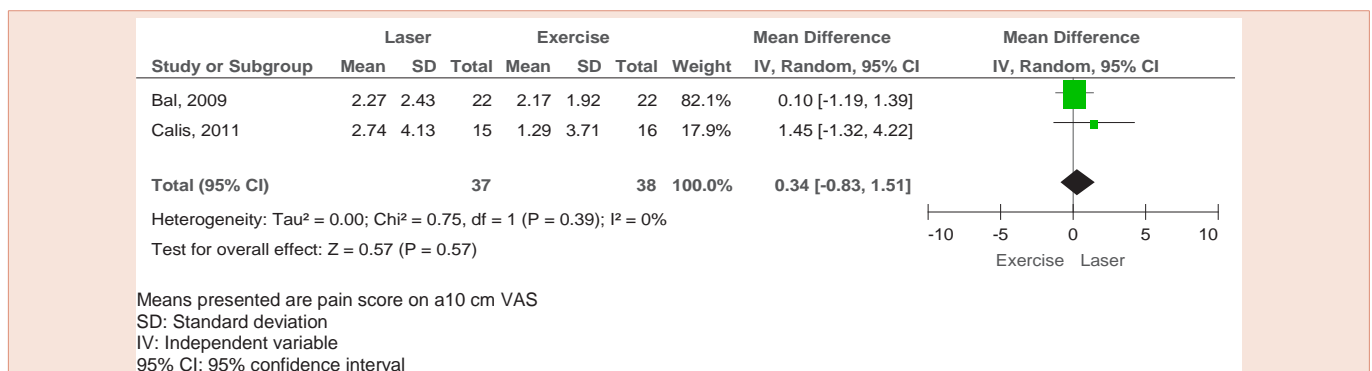 Laser Exercise Mean Difference Mean Difference
Study or Subgroup Mean SD Total Mean SD Total Weight IV, Random, 95% CI IV, Random, 95% CI
Bal, 2009 2.27 2.43 22 2.17 1.92 22 82.1% 0.10 [-1.19, 1.39]
Calis, 2011 2.74 4.13 15 1.29 3.71 16 17.9% 1.45 [-1.32, 4.22]
Total (95% CI) 37 38 100.0% 0.34 [-0.83, 1.51]
Heterogeneity: Tau² = 0.00; Chi² = 0.75, df = 1 (P = 0.39); I² = 0%
Test for overall effect: Z = 0.57 (P = 0.57)
-10 -5 0 5 10
Exercise Laser
Means presented are pain score on a10 cm VAS
SD: Standard deviation
IV: Independent variable
95% CI: 95% confidence interval